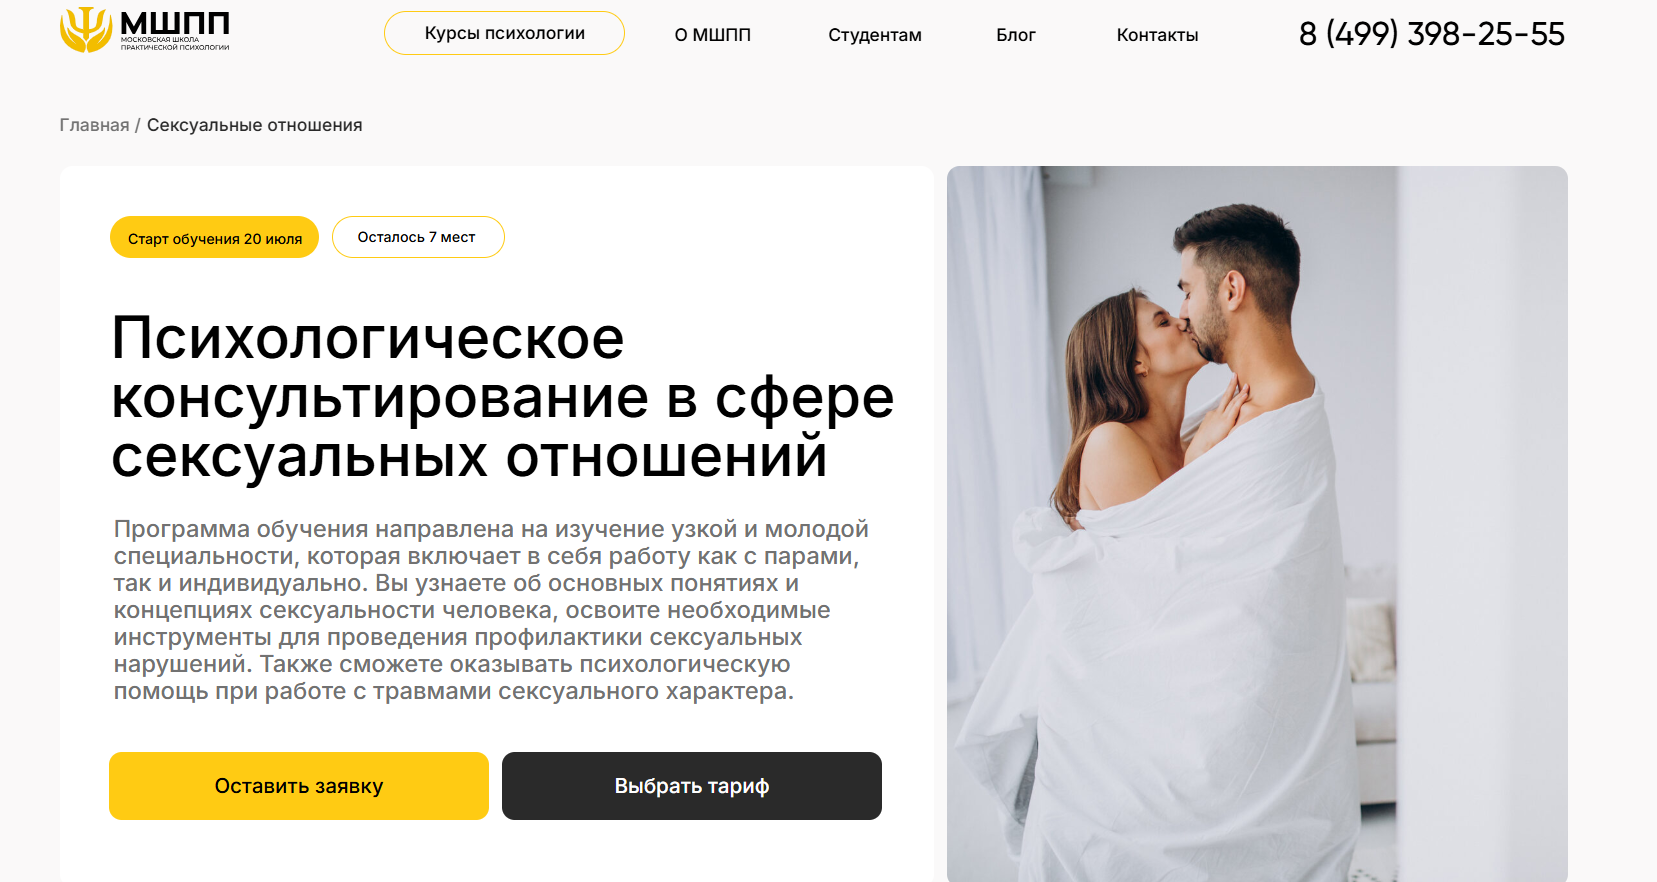 МШПП
МОСКОВСКАЯ ШКОЛА
ПРАКТИЧЕСКОЙ ПСИХОЛОГИИ
Курсы психологии
О МШПП
Студентам
Блог
Контакты
8 (499) 398-25-55
Главная / Сексуальные отношения
Старт обучения 20 июля
Осталось 7 мест
Психологическое
консультирование в сфере
сексуальных отношений
Программа обучения направлена на изучение узкой и молодой
специальности, которая включает в себя работу как с парами,
так и индивидуально. Вы узнаете об основных понятиях и
концепциях сексуальности человека, освоите необходимые
инструменты для проведения профилактики сексуальных
нарушений. Также сможете оказывать психологическую
помощь при работе с травмами сексуального характера.
Оставить заявку
Выбрать тариф